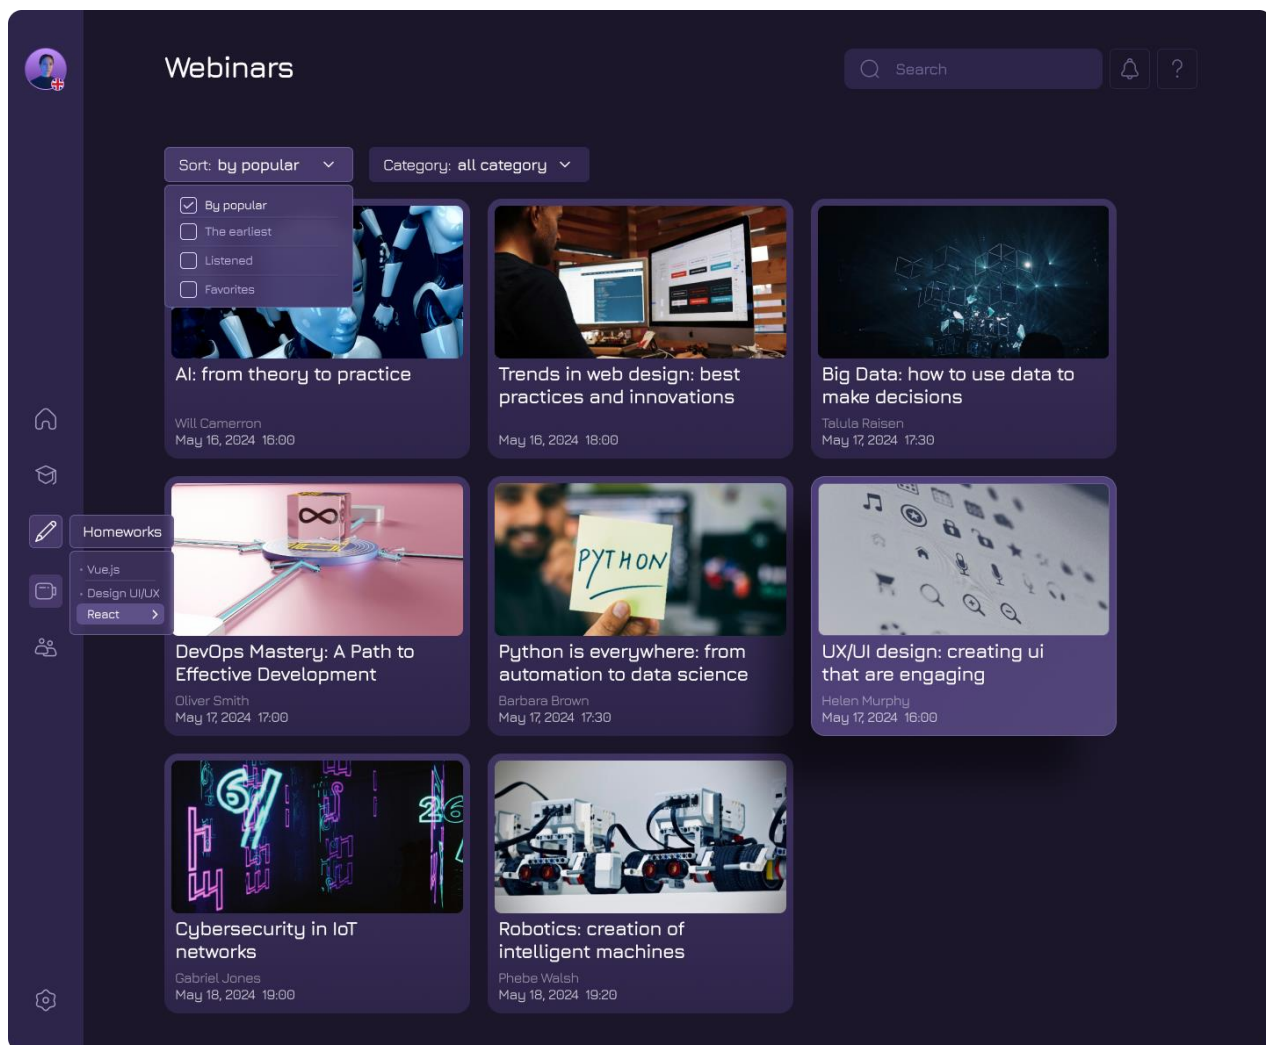 Webinars
Search
?
Sort: by popular
Category: all category
By popular
The earliest
Listened
Favorites
AI: from theory to practice
Will Camerron
May 16, 2024 16:00
Trends in web design: best
practices and innovations
May 16, 2024 18:00
Big Data: how to use data to
make decisions
Talula Raisen
May 17, 2024 17:30
Homeworks
Vue.js
Design UI/UX
React
DevOps Mastery: A Path to
Effective Development
Oliver Smith
May 17, 2024 17:00
PYTHON
Python is everywhere: from
automation to data science
Barbara Brown
May 17, 2024 17:30
UX/UI design: creating ui
that are engaging
Helen Murphy
May 17, 2024 16:00
Cybersecurity in IoT
networks
Gabriel Jones
May 18, 2024 19:00
Robotics: creation of
intelligent machines
Phebe Walsh
May 18, 2024 19:20